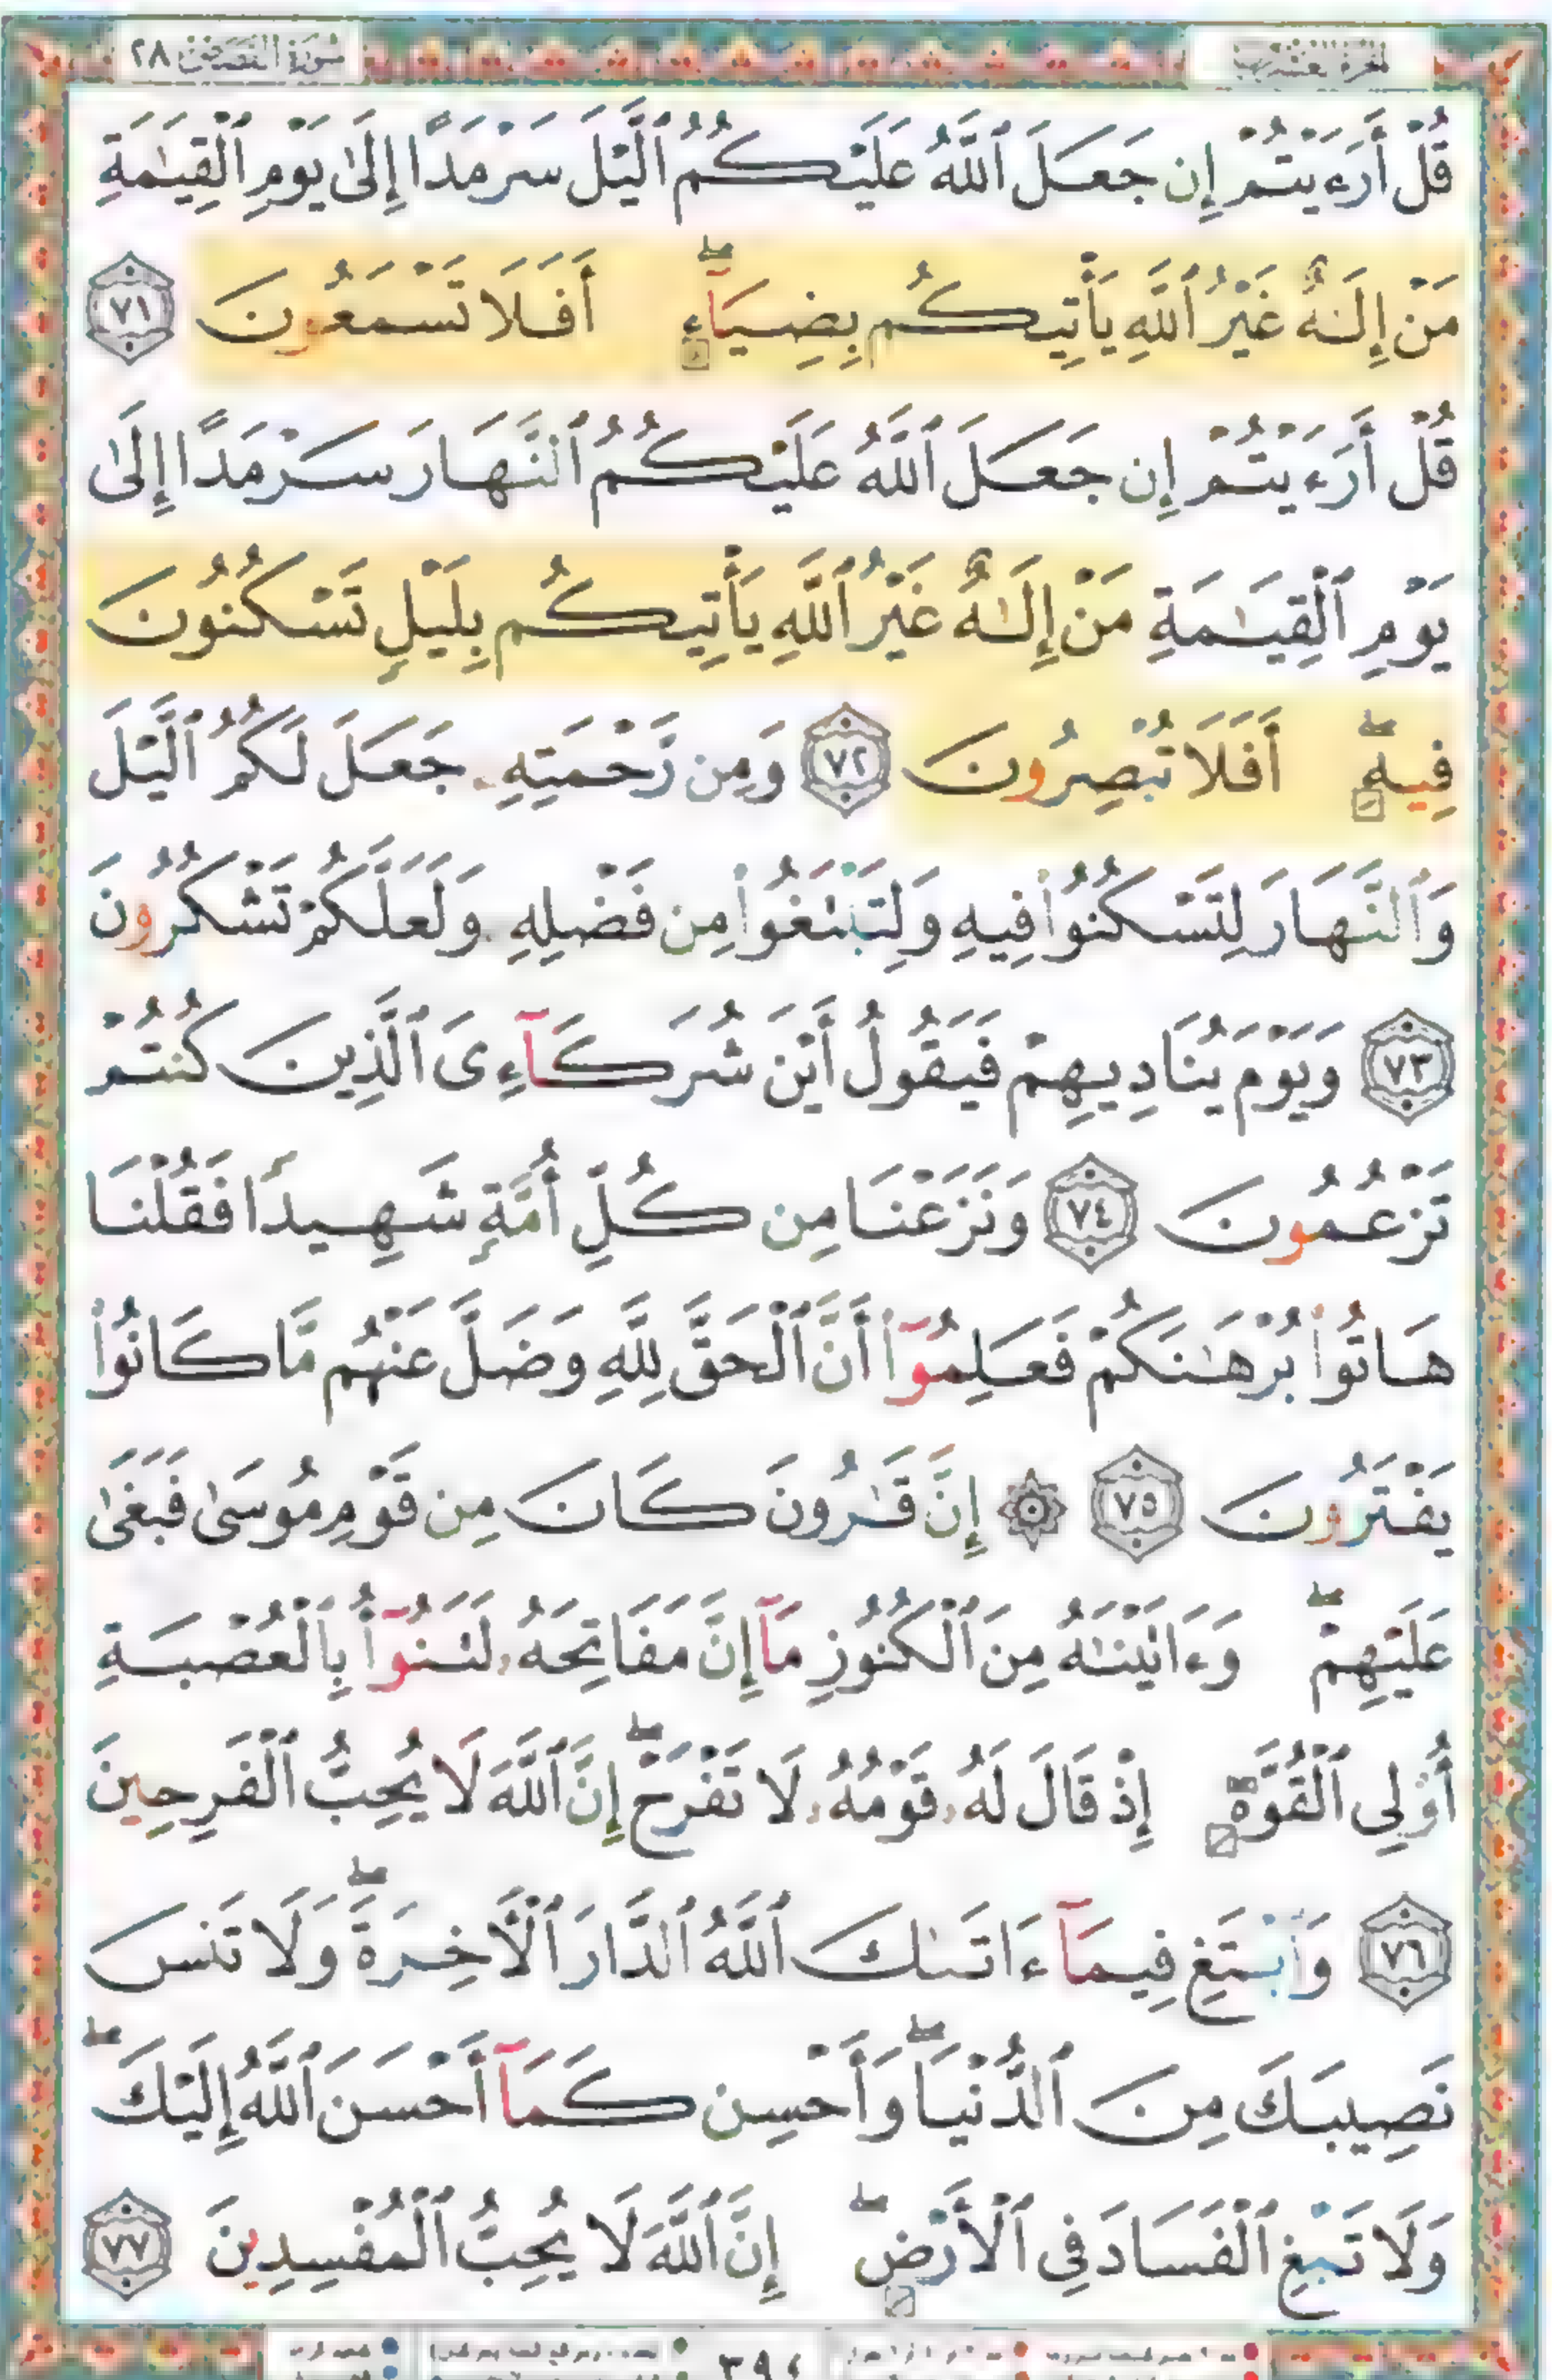 سورة القصص ٢٨ الجزء العشرون
قُلْ أَرَءَيْتُمْ إِن جَعَلَ ٱللَّهُ عَلَيْكُمُ ٱلَّيْلَ سَرْمَدًا إِلَىٰ يَوْمِ ٱلْقِيَـٰمَةِ
مَنْ إِلَـٰهٌ غَيْرُ ٱللَّهِ يَأْتِيكُم بِضِيَآءٍ ۖ أَفَلَا تَسْمَعُونَ ٧١
قُلْ أَرَءَيْتُمْ إِن جَعَلَ ٱللَّهُ عَلَيْكُمُ ٱلنَّهَارَ سَرْمَدًا إِلَىٰ
يَوْمِ ٱلْقِيَـٰمَةِ مَنْ إِلَـٰهٌ غَيْرُ ٱللَّهِ يَأْتِيكُم بِلَيْلٍ تَسْكُنُونَ
فِيهِ ۖ أَفَلَا تُبْصِرُونَ ٧٢ وَمِن رَّحْمَتِهِۦ جَعَلَ لَكُمُ ٱلَّيْلَ
وَٱلنَّهَارَ لِتَسْكُنُوا۟ فِيهِ وَلِتَبْتَغُوا۟ مِن فَضْلِهِۦ وَلَعَلَّكُمْ تَشْكُرُونَ
٧٣ وَيَوْمَ يُنَادِيهِمْ فَيَقُولُ أَيْنَ شُرَكَآءِىَ ٱلَّذِينَ كُنتُمْ
تَزْعُمُونَ ٧٤ وَنَزَعْنَا مِن كُلِّ أُمَّةٍ شَهِيدًا فَقُلْنَا
هَاتُوا۟ بُرْهَـٰنَكُمْ فَعَلِمُوٓا۟ أَنَّ ٱلْحَقَّ لِلَّهِ وَضَلَّ عَنْهُم مَّا كَانُوا۟
يَفْتَرُونَ ٧٥ ۞ إِنَّ قَـٰرُونَ كَانَ مِن قَوْمِ مُوسَىٰ فَبَغَىٰ
عَلَيْهِمْ ۖ وَءَاتَيْنَـٰهُ مِنَ ٱلْكُنُوزِ مَآ إِنَّ مَفَاتِحَهُۥ لَتَنُوٓأُ بِٱلْعُصْبَةِ
أُو۟لِى ٱلْقُوَّةِ إِذْ قَالَ لَهُۥ قَوْمُهُۥ لَا تَفْرَحْ ۖ إِنَّ ٱللَّهَ لَا يُحِبُّ ٱلْفَرِحِينَ
٧٦ وَٱبْتَغِ فِيمَآ ءَاتَىٰكَ ٱللَّهُ ٱلدَّارَ ٱلْـَٔاخِرَةَ ۖ وَلَا تَنسَ
نَصِيبَكَ مِنَ ٱلدُّنْيَا ۖ وَأَحْسِن كَمَآ أَحْسَنَ ٱللَّهُ إِلَيْكَ ۖ
وَلَا تَبْغِ ٱلْفَسَادَ فِى ٱلْأَرْضِ ۖ إِنَّ ٱللَّهَ لَا يُحِبُّ ٱلْمُفْسِدِينَ ٧٧
٣٩٤